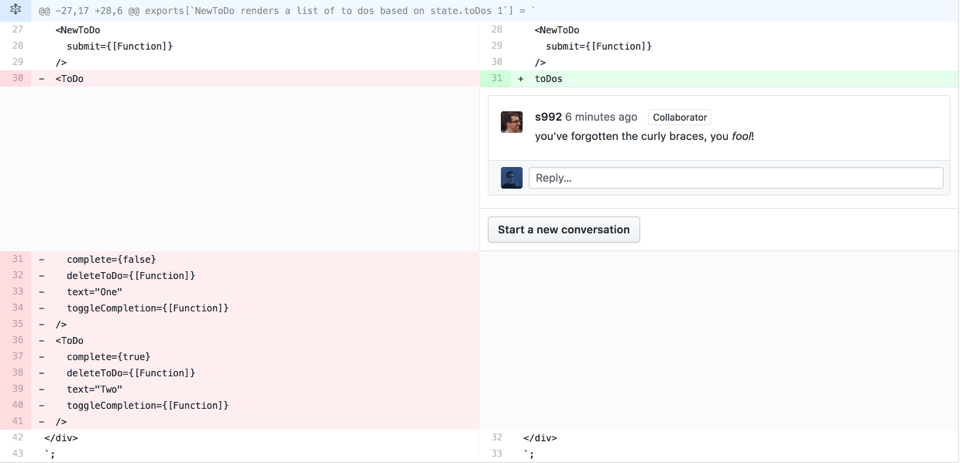 @@ -27,17 +28,6 @@ exports[`NewToDo renders a list of to dos based on state.toDos 1`] = `
27 <NewToDo
28 submit={[Function]}
29 />
30 - <ToDo
28 <NewToDo
29 submit={[Function]}
30 />
31 + toDos
s992 6 minutes ago Collaborator
you've forgotten the curly braces, you fool!
Reply...
Start a new conversation
31 - complete={false}
32 - deleteToDo={[Function]}
33 - text="One"
34 - toggleCompletion={[Function]}
35 - />
36 - <ToDo
37 - complete={true}
38 - deleteToDo={[Function]}
39 - text="Two"
40 - toggleCompletion={[Function]}
41 - />
42 </div>
43 `;
32 </div>
33 `;